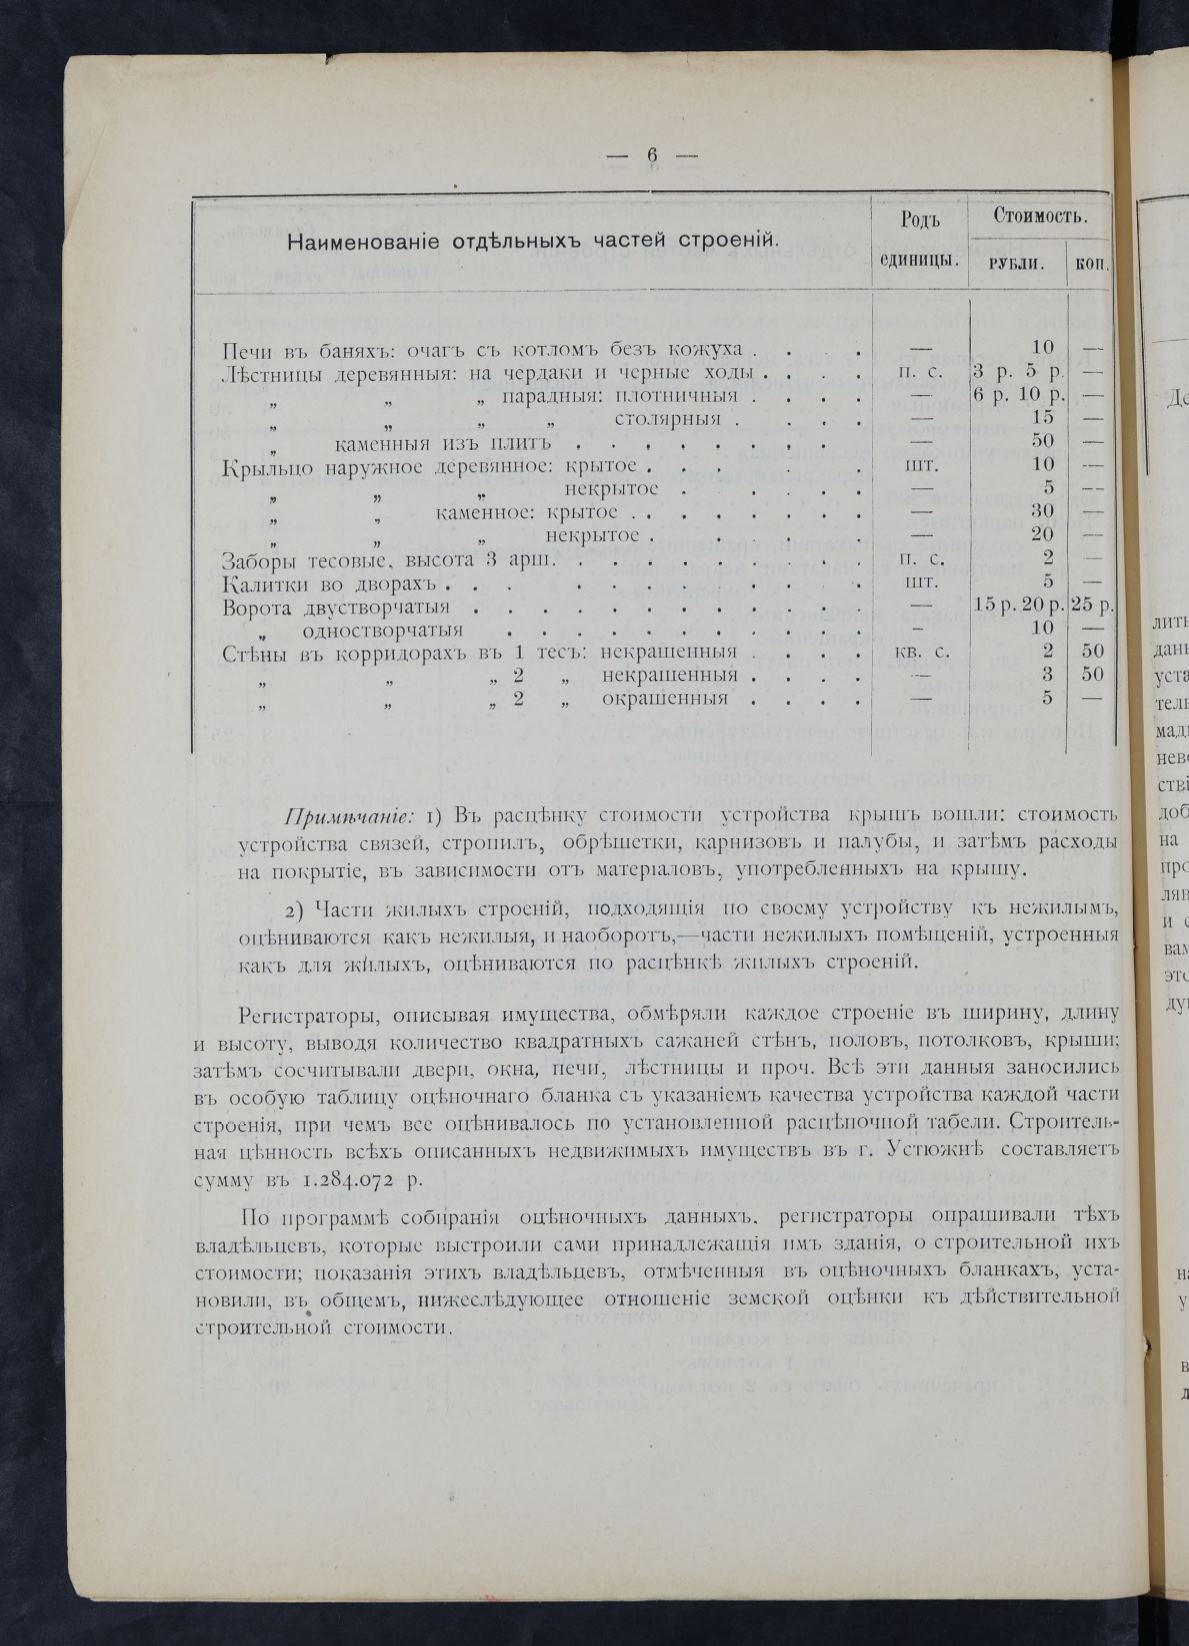 — 6 —
Наименованіе отдѣльныхъ частей строеній. Родъ единицы. Стоимость. РУБЛИ. КОП.
Печи въ баняхъ: очагъ съ котломъ безъ кожуха . . . — 10 —
Лѣстницы деревянныя: на чердаки и черные ходы . . . . п. с. 3 р. 5 р. —
„ „ „ парадныя: плотничныя . . . . — 6 р. 10 р. —
„ „ „ „ столярныя . . . . — 15 —
„ каменныя изъ плитъ . . . . . . . . — 50 —
Крыльцо наружное деревянное: крытое . . . . . . шт. 10 —
„ „ „ некрытое . . . . . — 5 —
„ „ каменное: крытое . . . . . . . . — 30 —
„ „ „ некрытое . . . . . — 20 —
Заборы тесовые, высота 3 арш. . . . . . . . . . п. с. 2 —
Калитки во дворахъ . . . . . . . . . . . шт. 5 —
Ворота двустворчатыя . . . . . . . . . . . — 15 р. 20 р. 25 р.
„ одностворчатыя . . . . . . . . . . . – 10 —
Стѣны въ корридорахъ въ 1 тесъ: некрашенныя . . . . кв. с. 2 50
„ „ „ 2 „ некрашенныя . . . . — 3 50
„ „ „ 2 „ окрашенныя . . . . — 5 —
Примѣчаніе: 1) Въ расцѣнку стоимости устройства крышъ вошли: стоимость
устройства связей, стропилъ, обрѣшетки, карнизовъ и палубы, и затѣмъ расходы
на покрытіе, въ зависимости отъ матеріаловъ, употребленныхъ на крышу.
2) Части жилыхъ строеній, подходящія по своему устройству къ нежилымъ,
оцѣниваются какъ нежилыя, и наоборотъ,—части нежилыхъ помѣщеній, устроенныя
какъ для жилыхъ, оцѣниваются по расцѣнкѣ жилыхъ строеній.
Регистраторы, описывая имущества, обмѣряли каждое строеніе въ ширину, длину
и высоту, выводя количество квадратныхъ сажаней стѣнъ, половъ, потолковъ, крыши;
затѣмъ сосчитывали двери, окна, печи, лѣстницы и проч. Всѣ эти данныя заносились
въ особую таблицу оцѣночнаго бланка съ указаніемъ качества устройства каждой части
строенія, при чемъ все оцѣнивалось по установленной расцѣночной табели. Строитель-
ная цѣнность всѣхъ описанныхъ недвижимыхъ имуществъ въ г. Устюжнѣ составляетъ
сумму въ 1.284.072 р.
По программѣ собиранія оцѣночныхъ данныхъ. регистраторы опрашивали тѣхъ
владѣльцевъ, которые выстроили сами принадлежащія имъ зданія, о строительной ихъ
стоимости; показанія этихъ владѣльцевъ, отмѣченныя въ оцѣночныхъ бланкахъ, уста-
новили, въ общемъ, нижеслѣдующее отношеніе земской оцѣнки къ дѣйствительной
строительной стоимости.